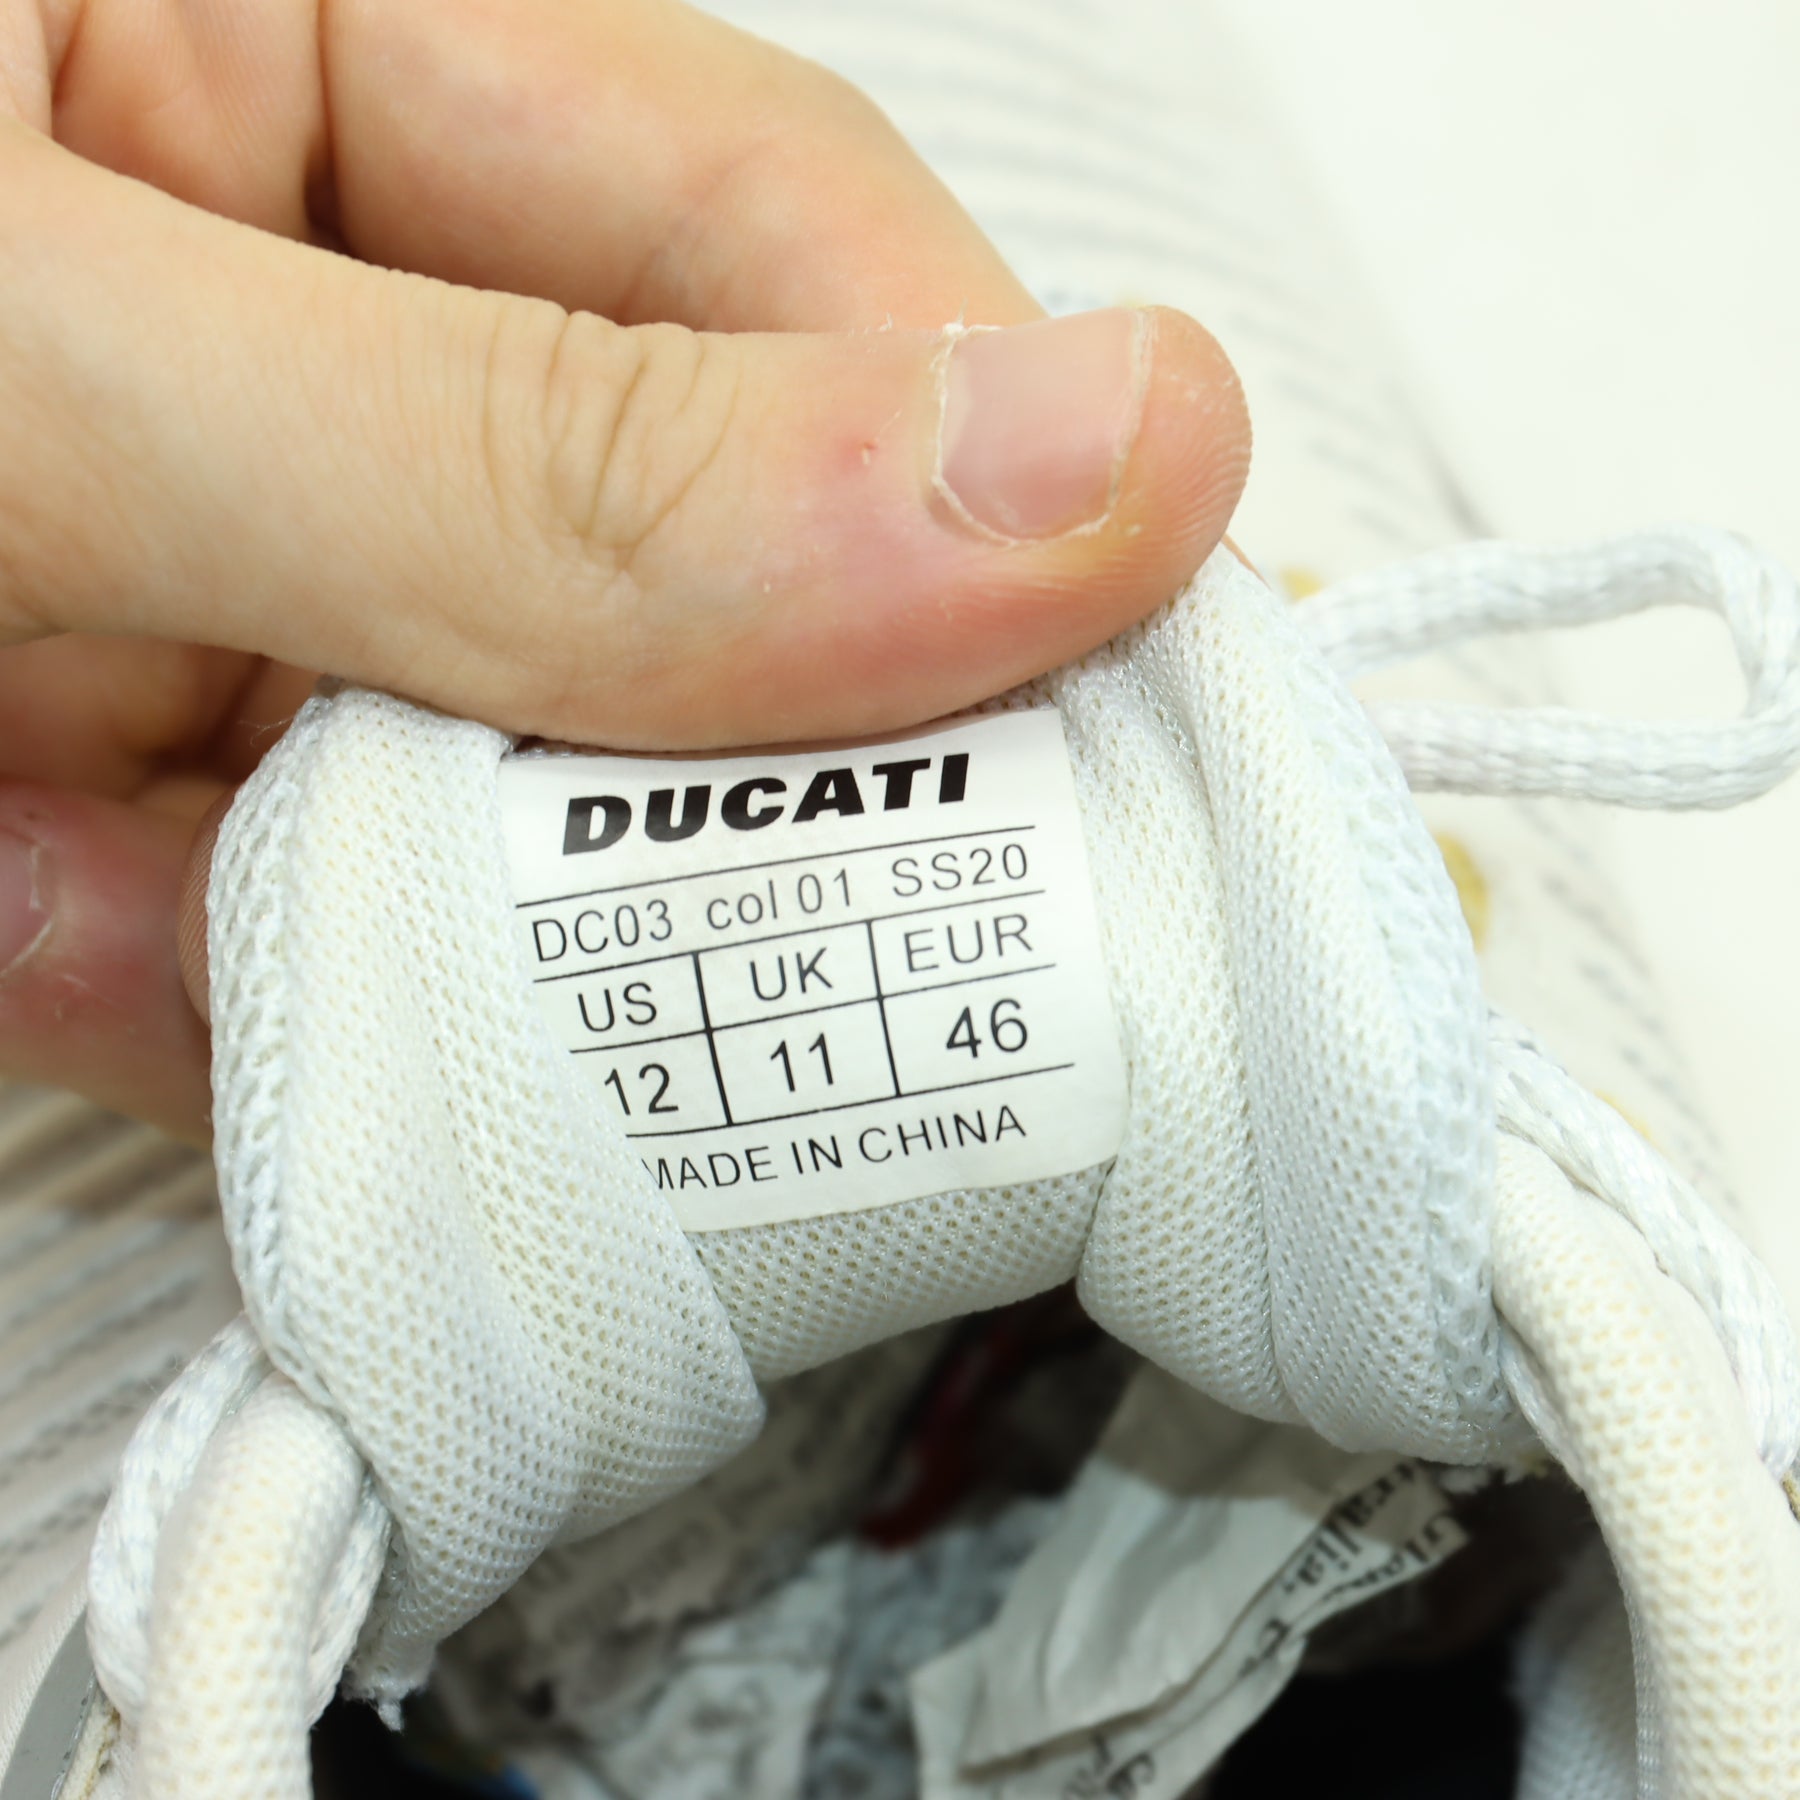 DUCATI
DC03 col 01 SS20
US UK EUR
12 11 46
MADE IN CHINA